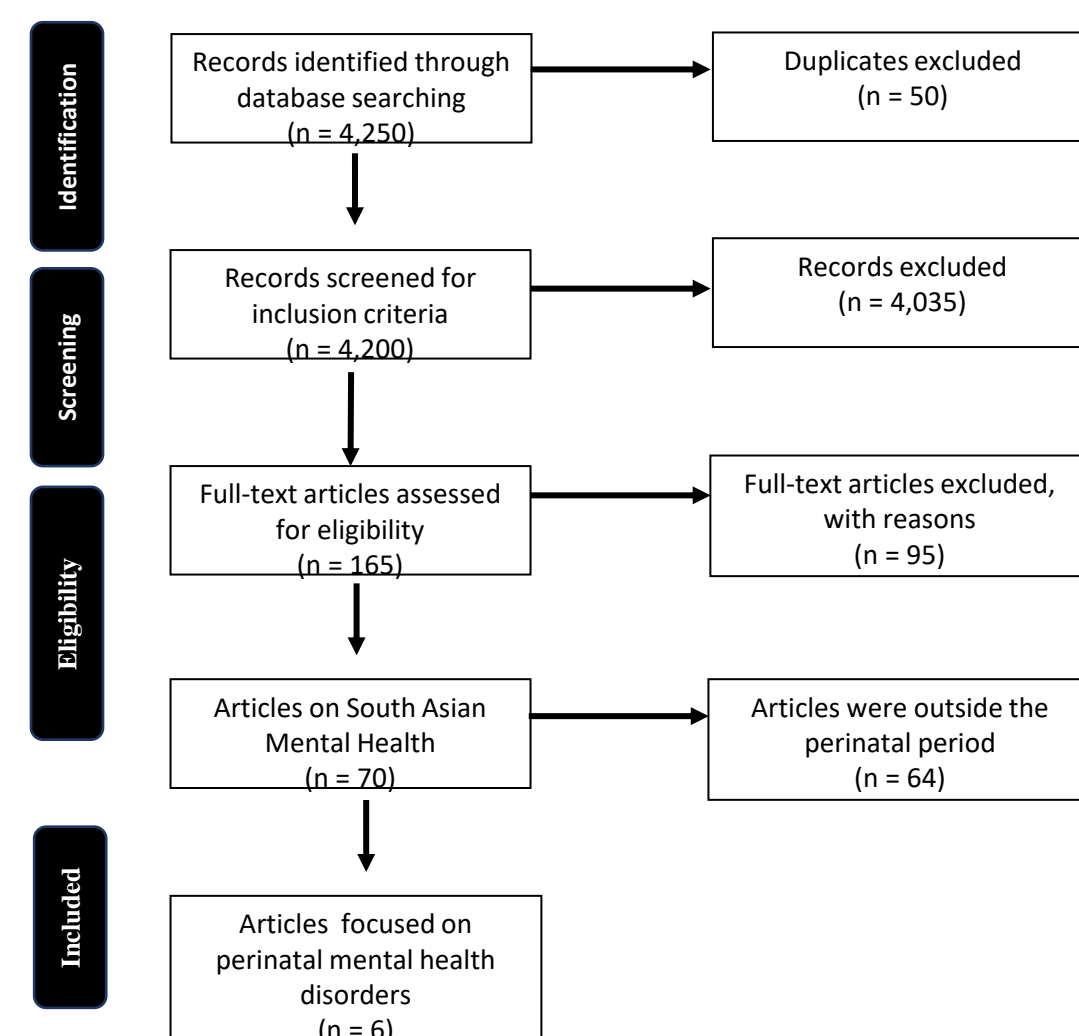 Identification
Records identified through
database searching
(n = 4,250)
Duplicates excluded
(n = 50)
Screening
Records screened for
inclusion criteria
(n = 4,200)
Records excluded
(n = 4,035)
Eligibility
Full-text articles assessed
for eligibility
(n = 165)
Full-text articles excluded,
with reasons
(n = 95)
Articles on South Asian
Mental Health
(n = 70)
Articles were outside the
perinatal period
(n = 64)
Included
Articles focused on
perinatal mental health
disorders
(n = 6)